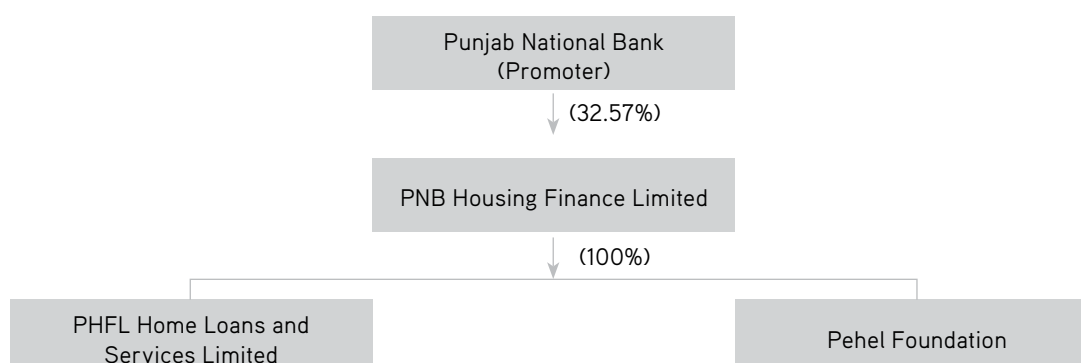 Punjab National Bank
(Promoter)
(32.57%)
PNB Housing Finance Limited
(100%)
PHFL Home Loans and
Services Limited
Pehel Foundation